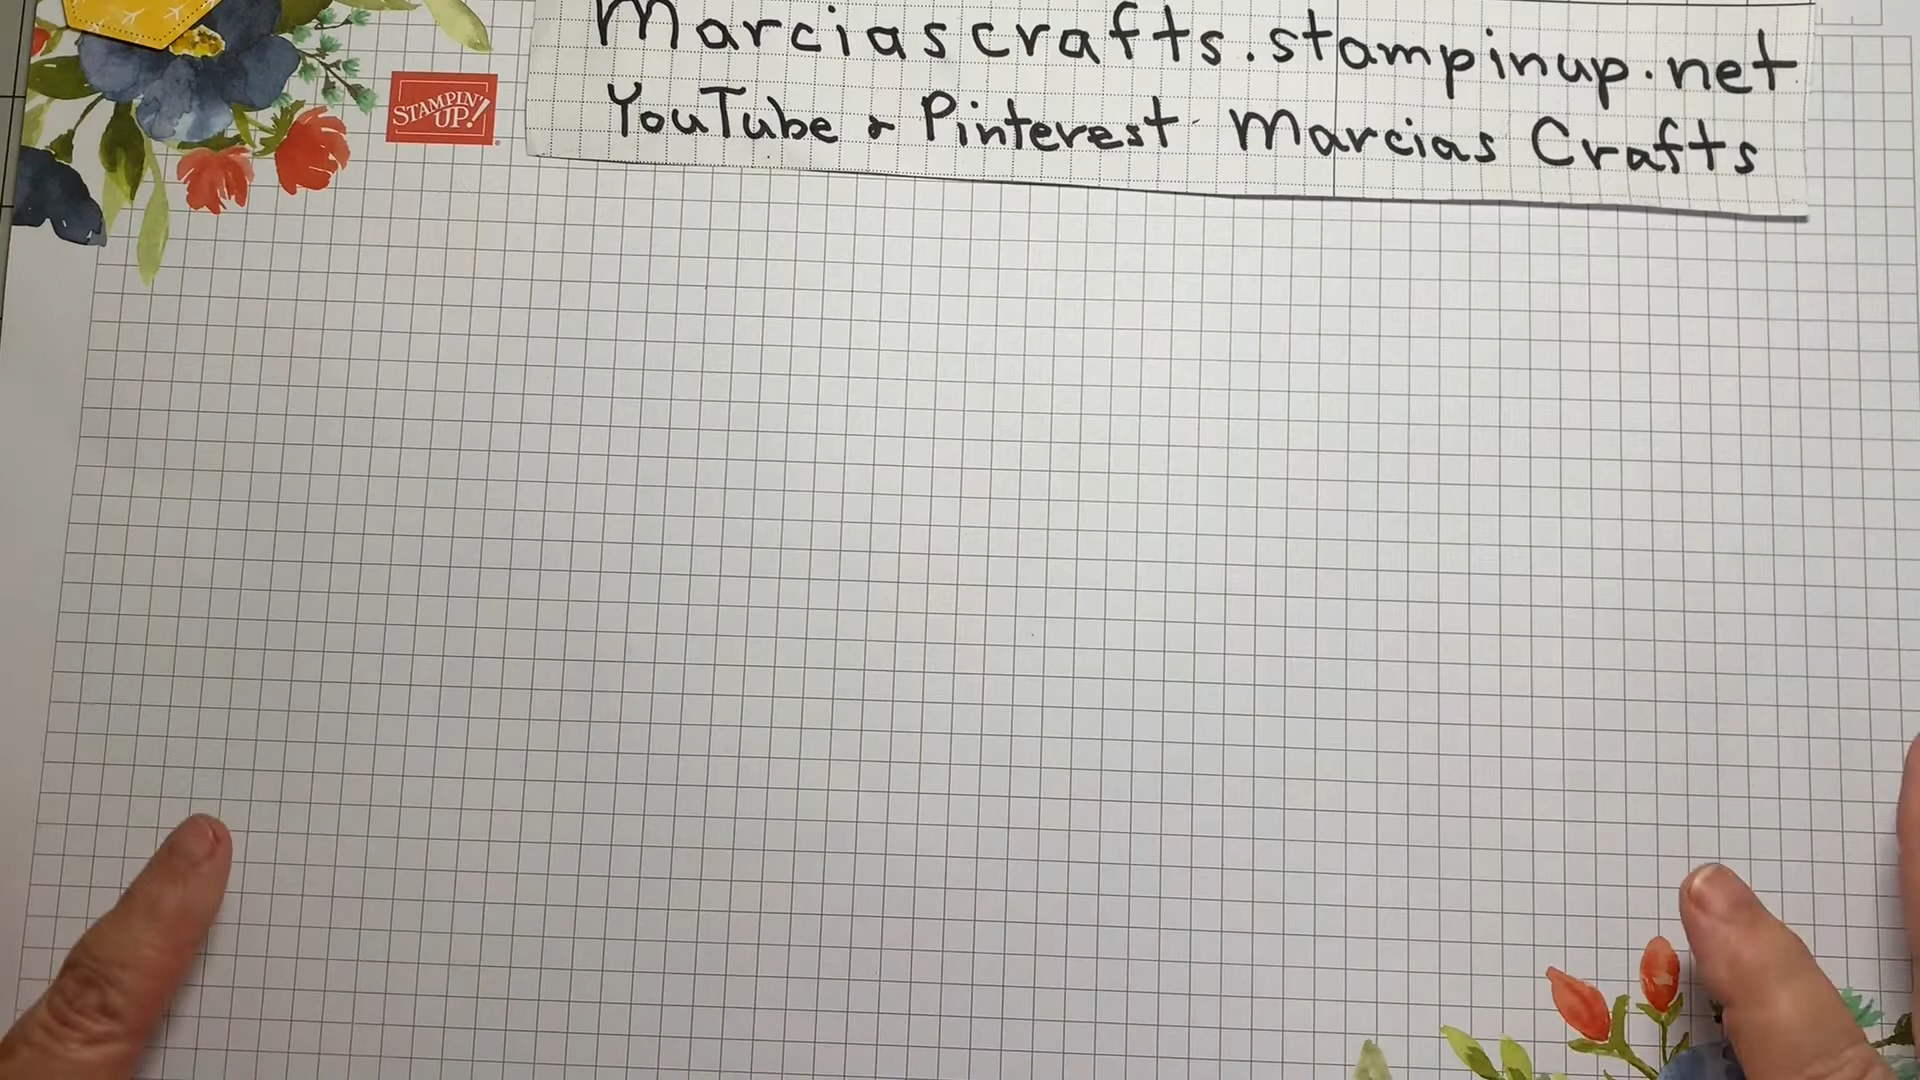 Marciascrafts.stampinup.net
STAMPIN'
UP!
YouTube & Pinterest - Marcias Crafts